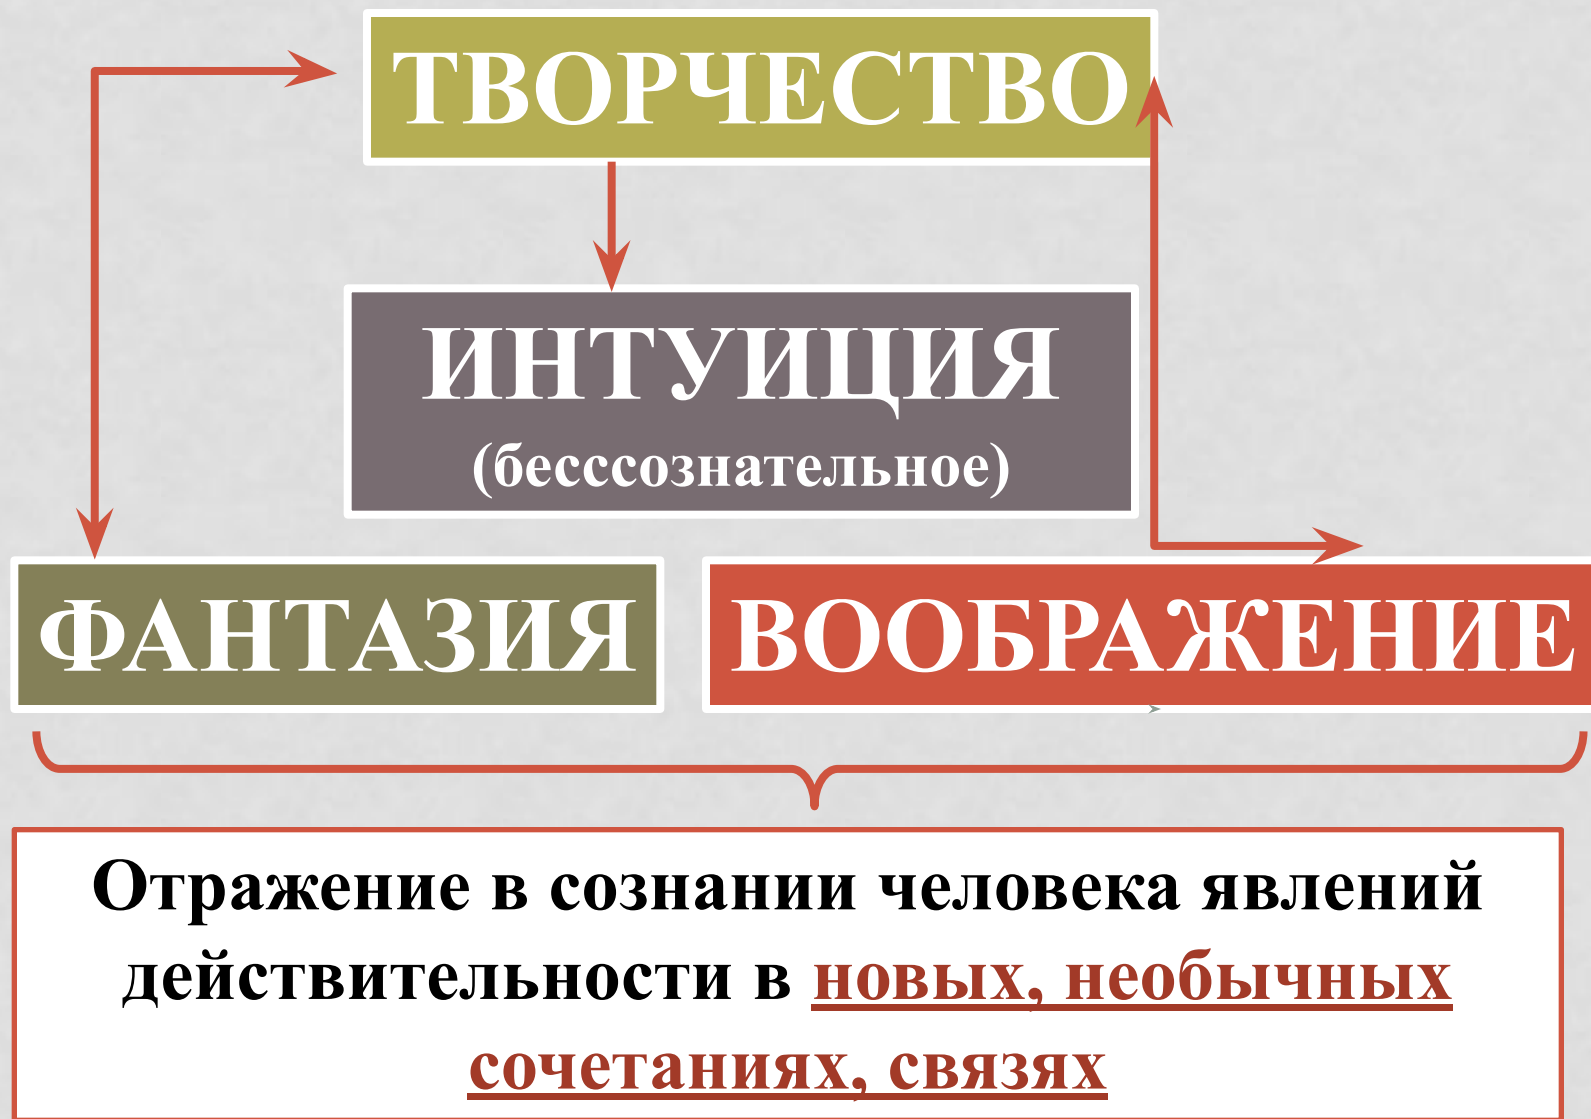 ТВОРЧЕСТВО
ИНТУИЦИЯ
(бесссознательное)
ФАНТАЗИЯ
ВООБРАЖЕНИЕ
Отражение в сознании человека явлений
действительности в новых, необычных
сочетаниях, связях